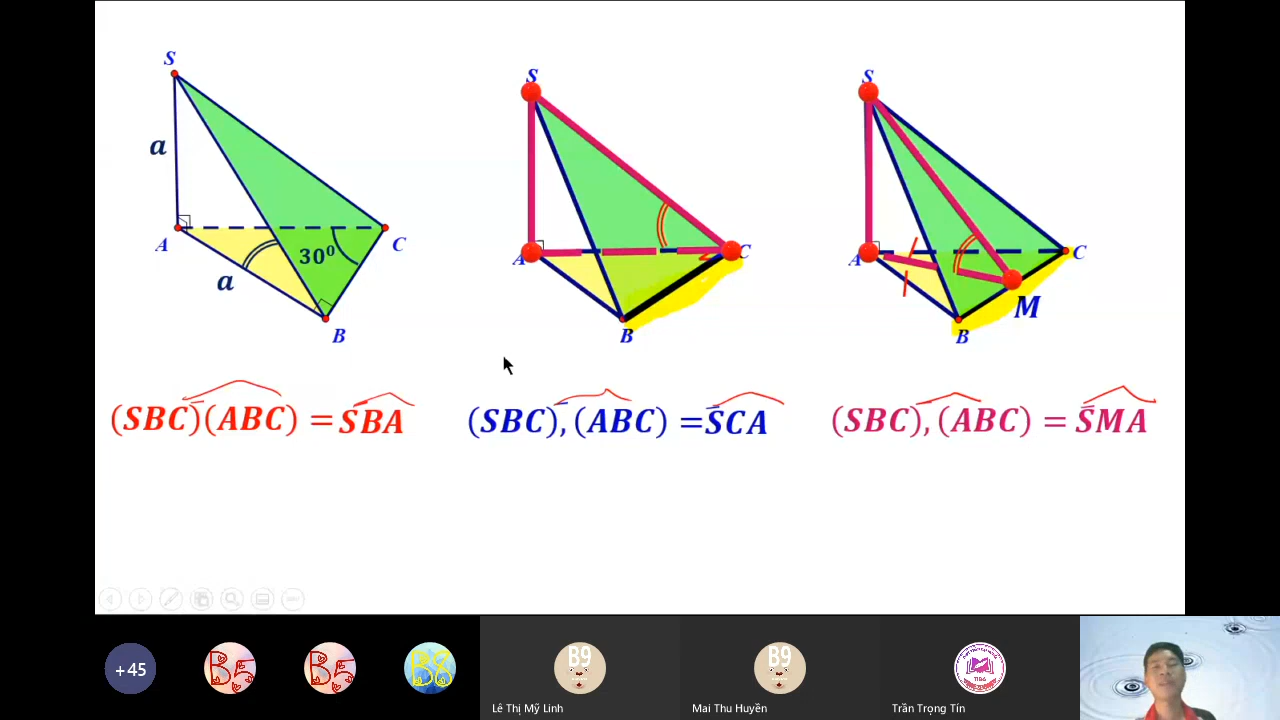 S
a
A
a
30⁰
C
B
S
A
C
B
S
A
C
M
B
(SBC)(ABC) = SBA
(SBC), (ABC) = SCA
(SBC), (ABC) = SMA
+45
B5
B5
B8
B9
Lê Thị Mỹ Linh
B9
Mai Thu Huyền
Trần Trọng Tín